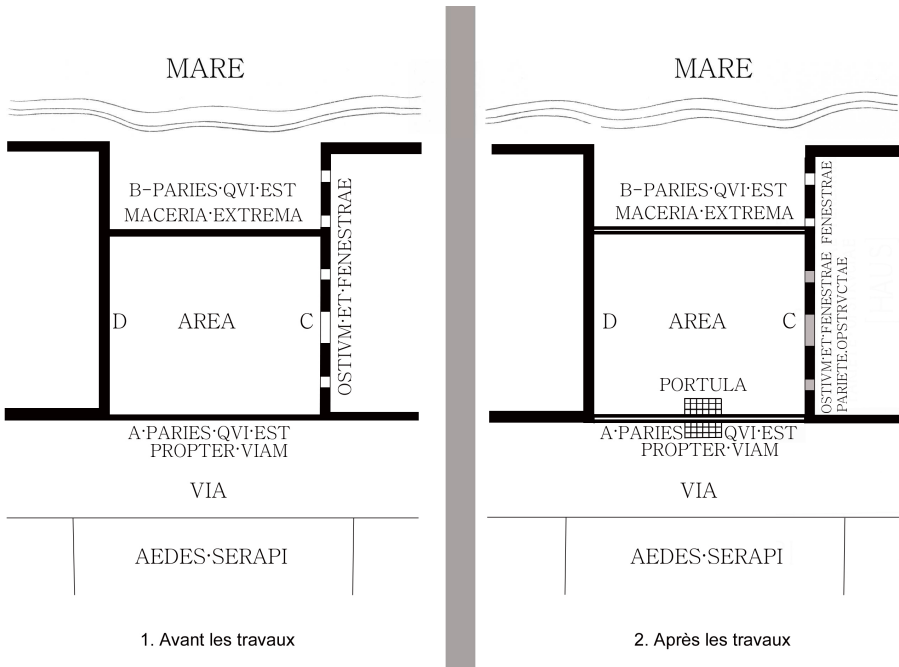 MARE
B-PARIES·QVI·EST
MACERIA·EXTREMA
OSTIVM·ET·FENESTRAE
D AREA C
A·PARIES·QVI·EST
PROPTER·VIAM
VIA
AEDES·SERAPI
1. Avant les travaux
MARE
B-PARIES·QVI·EST
MACERIA·EXTREMA
FENESTRAE
OSTIVM·ET·FENESTRAE
PARIETE.OPSTRVCTAE
D AREA C
PORTULA
A·PARIES QVI·EST
PROPTER·VIAM
VIA
AEDES·SERAPI
2. Après les travaux